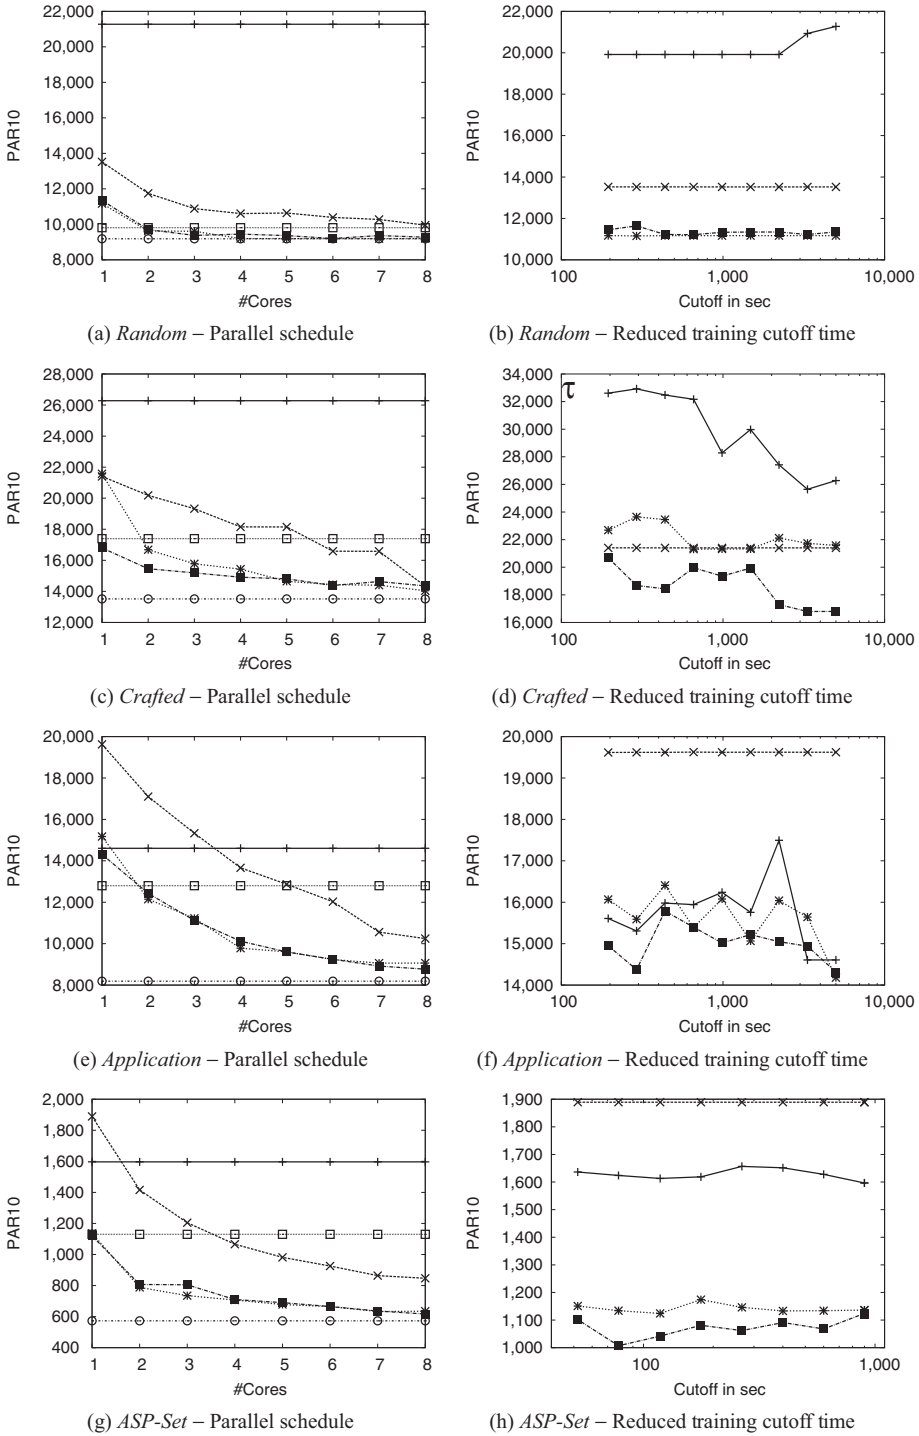 22,000
20,000
18,000
16,000
14,000
12,000
10,000
8,000
PAR10
1 2 3 4 5 6 7 8
#Cores
(a) Random – Parallel schedule
22,000
20,000
18,000
16,000
14,000
12,000
10,000
PAR10
100 1,000 10,000
Cutoff in sec
(b) Random – Reduced training cutoff time
28,000
26,000
24,000
22,000
20,000
18,000
16,000
14,000
12,000
PAR10
1 2 3 4 5 6 7 8
#Cores
(c) Crafted – Parallel schedule
34,000
32,000
30,000
28,000
26,000
24,000
22,000
20,000
18,000
16,000
τ
PAR10
100 1,000 10,000
Cutoff in sec
(d) Crafted – Reduced training cutoff time
20,000
18,000
16,000
14,000
12,000
10,000
8,000
PAR10
1 2 3 4 5 6 7 8
#Cores
(e) Application – Parallel schedule
20,000
19,000
18,000
17,000
16,000
15,000
14,000
PAR10
100 1,000 10,000
Cutoff in sec
(f) Application – Reduced training cutoff time
2,000
1,800
1,600
1,400
1,200
1,000
800
600
400
PAR10
1 2 3 4 5 6 7 8
#Cores
(g) ASP-Set – Parallel schedule
1,900
1,800
1,700
1,600
1,500
1,400
1,300
1,200
1,100
1,000
PAR10
100 1,000
Cutoff in sec
(h) ASP-Set – Reduced training cutoff time